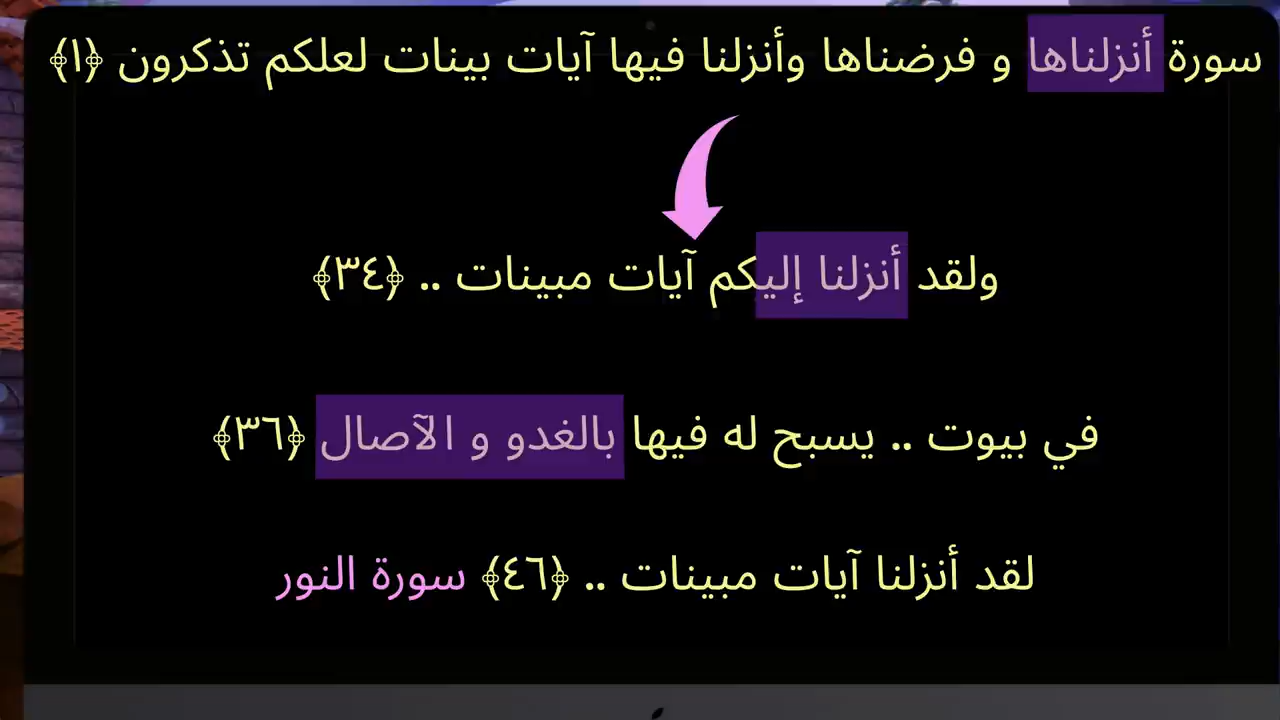 سورة أنزلناها و فرضناها وأنزلنا فيها آيات بينات لعلكم تذكرون ﴿١﴾
ولقد أنزلنا إليكم آيات مبينات .. ﴿٣٤﴾
في بيوت .. يسبح له فيها بالغدو و الآصال ﴿٣٦﴾
لقد أنزلنا آيات مبينات .. ﴿٤٦﴾ سورة النور